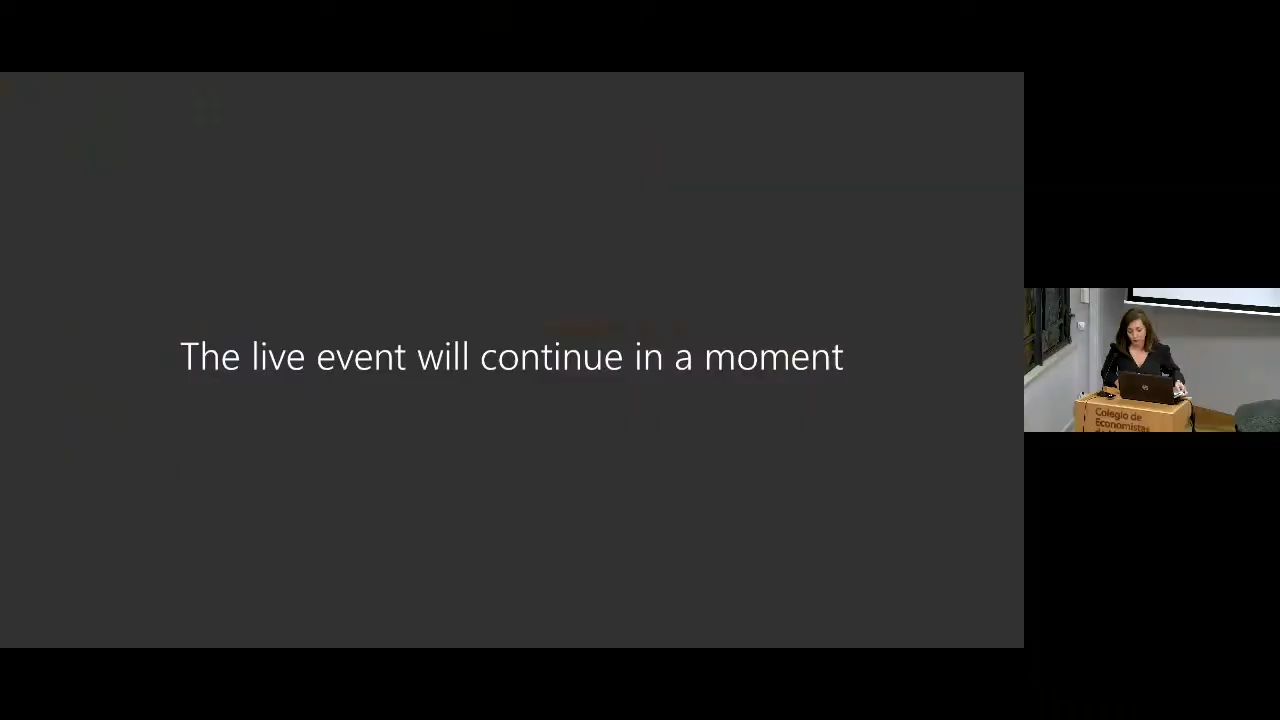 The live event will continue in a moment
Colegio de
Economistas